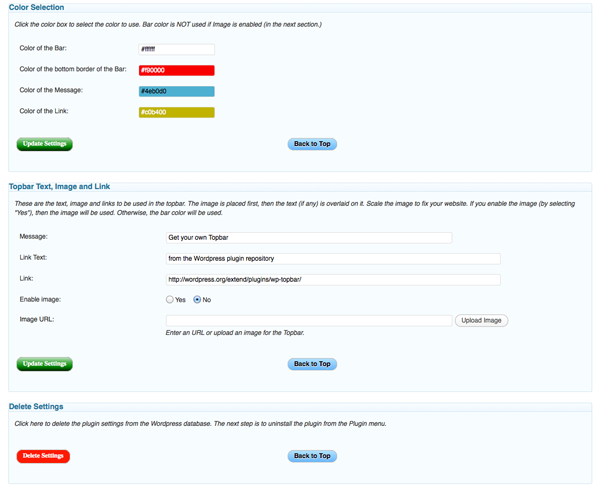 Color Selection
Click the color box to select the color to use. Bar color is NOT used if Image is enabled (in the next section.)
Color of the Bar: #ffffff
Color of the bottom border of the Bar: #f90000
Color of the Message: #4eb0d0
Color of the Link: #c0b400
Update Settings Back to Top
Topbar Text, Image and Link
These are the text, image and links to be used in the topbar. The image is placed first, then the text (if any) is overlaid on it. Scale the image to fix your website. If you enable the image (by selecting
"Yes"), then the image will be used. Otherwise, the bar color will be used.
Message: Get your own Topbar
Link Text: from the Wordpress plugin repository
Link: http://wordpress.org/extend/plugins/wp-topbar/
Enable image: Yes No
Image URL: Upload Image
Enter an URL or upload an image for the Topbar.
Update Settings Back to Top
Delete Settings
Click here to delete the plugin settings from the Wordpress database. The next step is to uninstall the plugin from the Plugin menu.
Delete Settings Back to Top